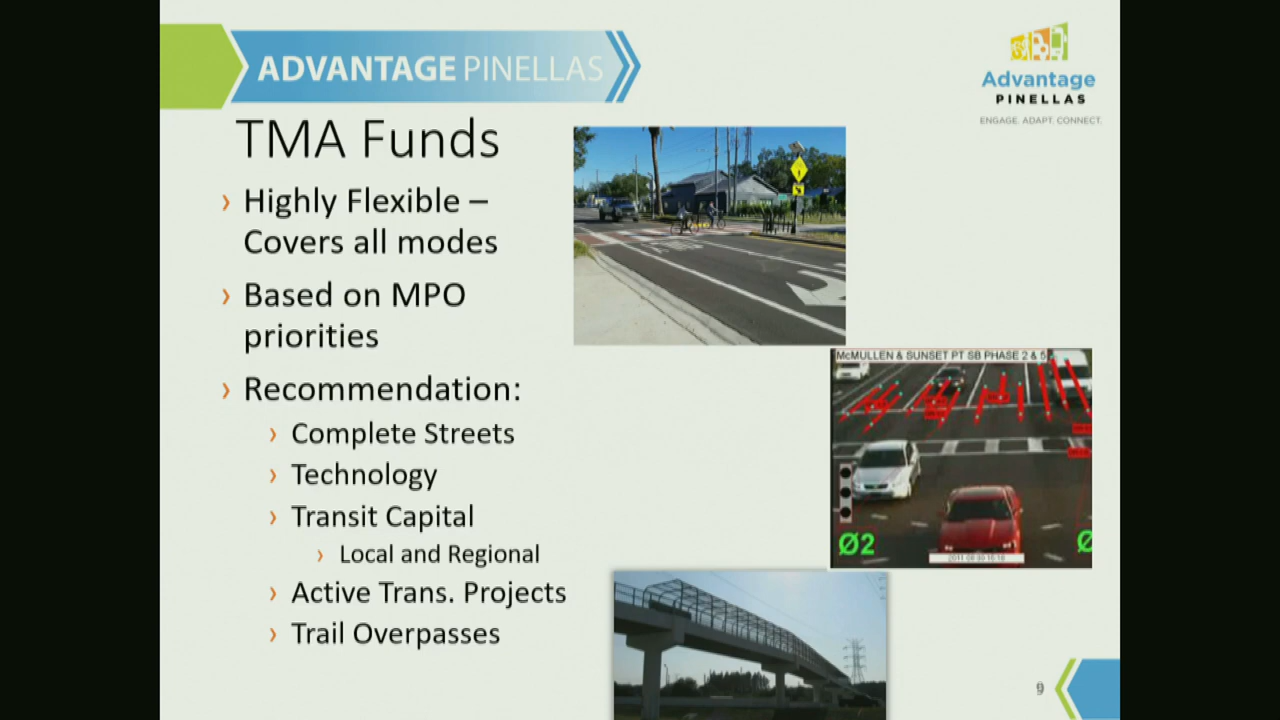 ADVANTAGE PINELLAS
Advantage
PINELLAS
ENGAGE. ADAPT. CONNECT.
TMA Funds
› Highly Flexible –
Covers all modes
› Based on MPO
priorities
› Recommendation:
› Complete Streets
› Technology
› Transit Capital
› Local and Regional
› Active Trans. Projects
› Trail Overpasses
McMULLEN & SUNSET PT SB PHASE 2 & 5
Ø2
9